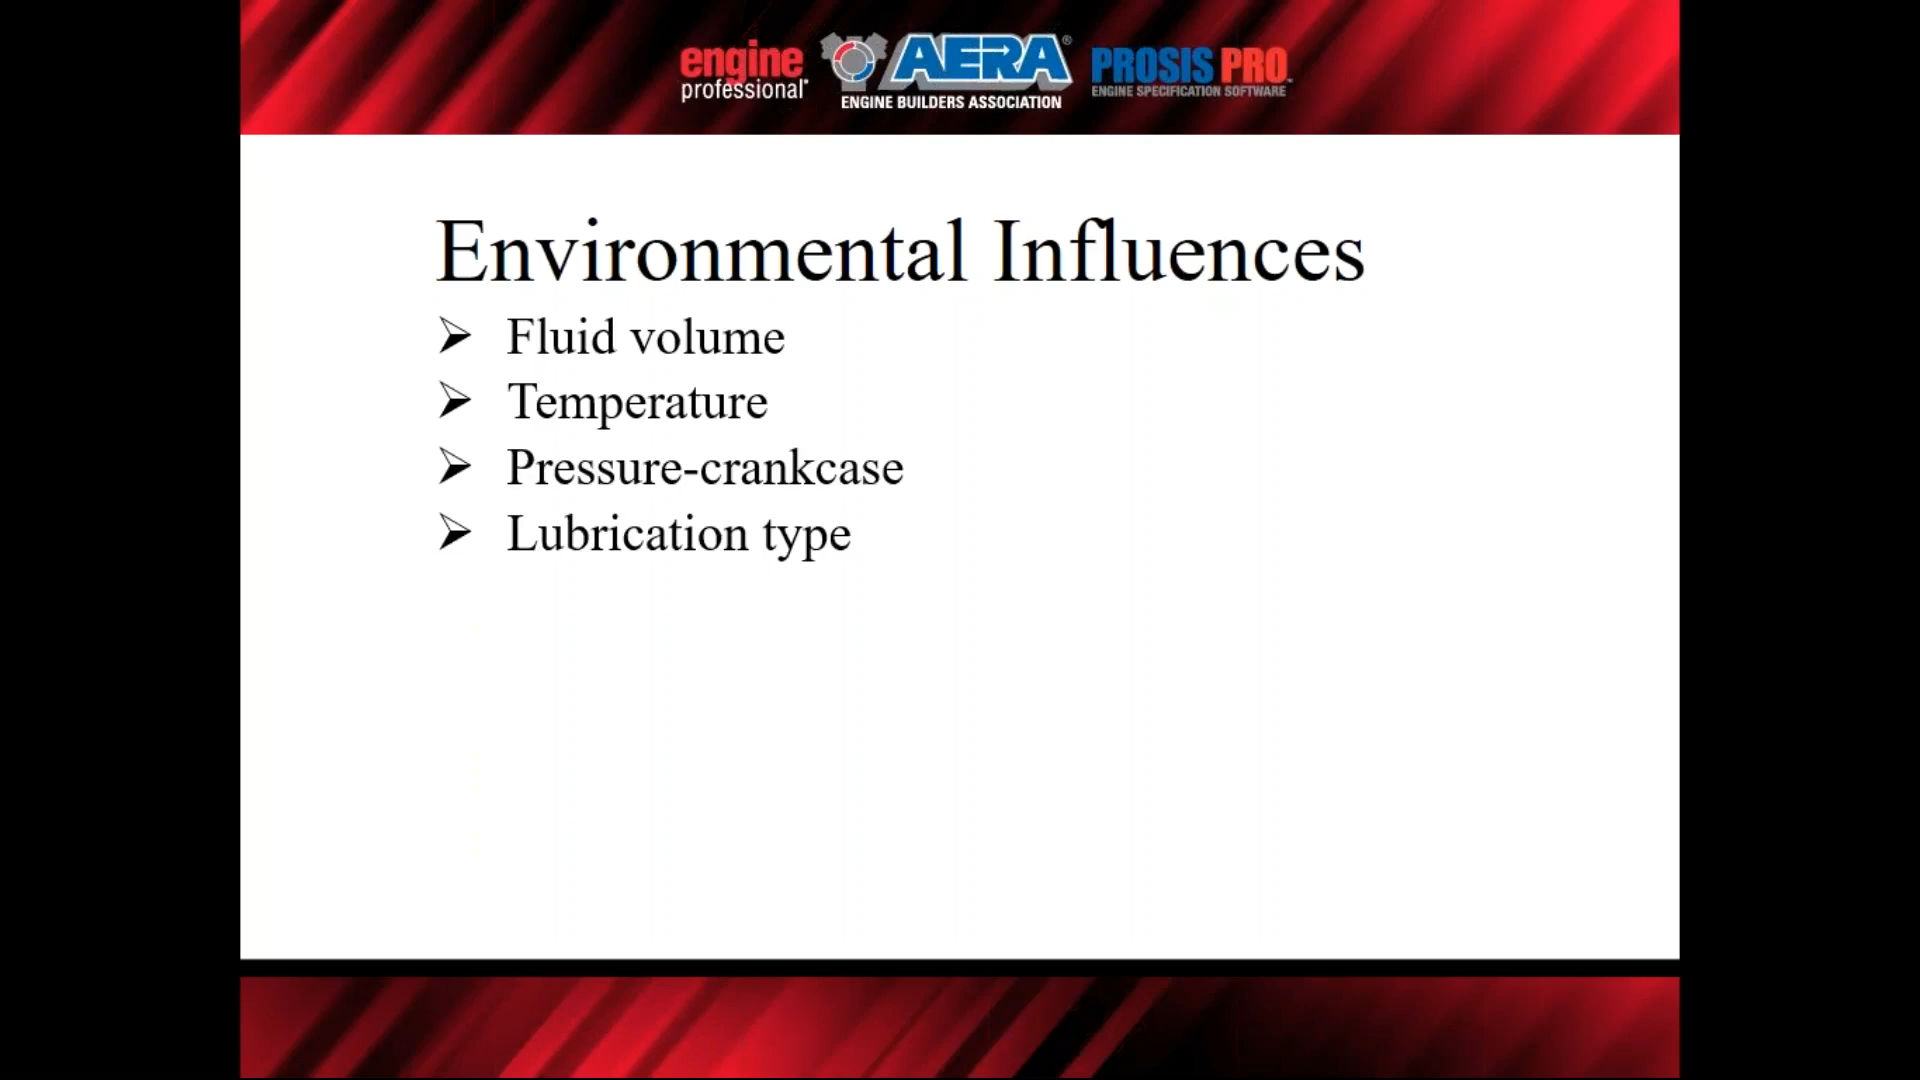 engine
professional®
AERA®
ENGINE BUILDERS ASSOCIATION
PROSIS PRO™
ENGINE SPECIFICATION SOFTWARE
Environmental Influences
➢ Fluid volume
➢ Temperature
➢ Pressure-crankcase
➢ Lubrication type